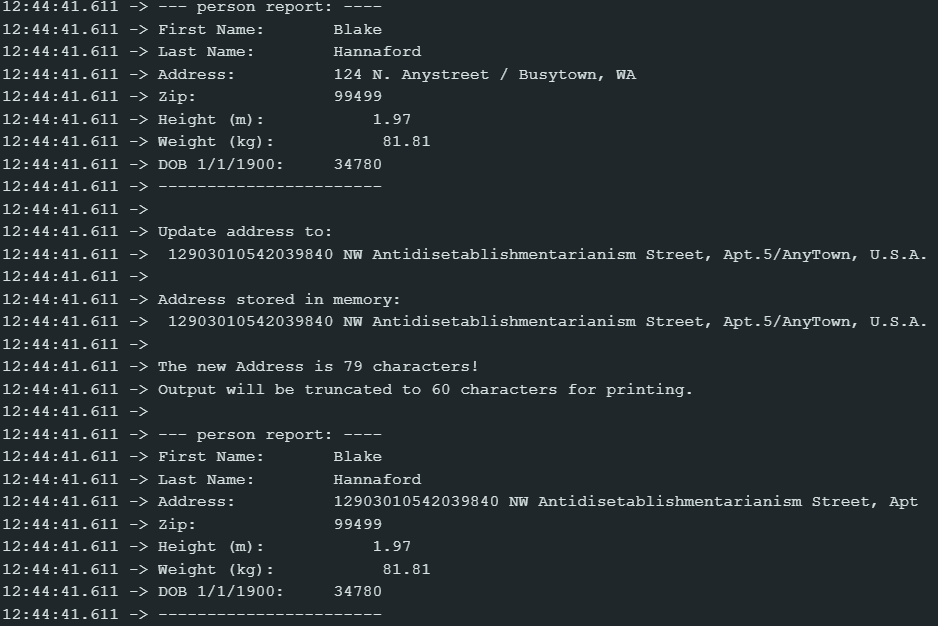 12:44:41.611 -> --- person report: ----
12:44:41.611 -> First Name:       Blake
12:44:41.611 -> Last Name:        Hannaford
12:44:41.611 -> Address:          124 N. Anystreet / Busytown, WA
12:44:41.611 -> Zip:              99499
12:44:41.611 -> Height (m):           1.97
12:44:41.611 -> Weight (kg):           81.81
12:44:41.611 -> DOB 1/1/1900:     34780
12:44:41.611 -> -----------------------
12:44:41.611 ->
12:44:41.611 -> Update address to:
12:44:41.611 ->  12903010542039840 NW Antidisetablishmentarianism Street, Apt.5/AnyTown, U.S.A.
12:44:41.611 ->
12:44:41.611 -> Address stored in memory:
12:44:41.611 ->  12903010542039840 NW Antidisetablishmentarianism Street, Apt.5/AnyTown, U.S.A.
12:44:41.611 ->
12:44:41.611 -> The new Address is 79 characters!
12:44:41.611 -> Output will be truncated to 60 characters for printing.
12:44:41.611 ->
12:44:41.611 -> --- person report: ----
12:44:41.611 -> First Name:       Blake
12:44:41.611 -> Last Name:        Hannaford
12:44:41.611 -> Address:          12903010542039840 NW Antidisetablishmentarianism Street, Apt
12:44:41.611 -> Zip:              99499
12:44:41.611 -> Height (m):           1.97
12:44:41.611 -> Weight (kg):           81.81
12:44:41.611 -> DOB 1/1/1900:     34780
12:44:41.611 -> -----------------------